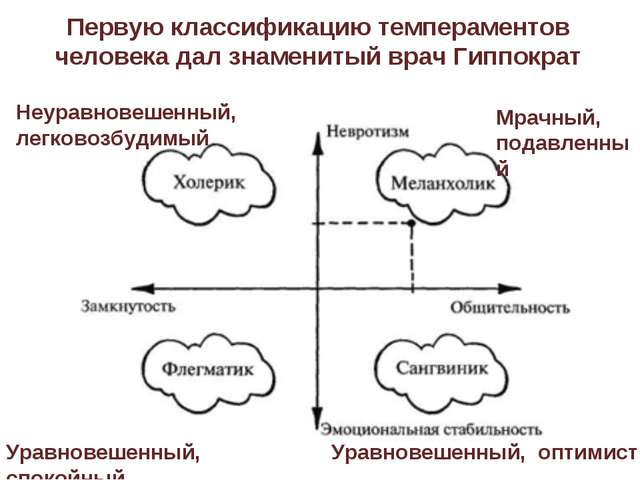 Первую классификацию темпераментов
человека дал знаменитый врач Гиппократ
Неуравновешенный,
легковозбудимый
Мрачный,
подавленны
й
Невротизм
Холерик
Меланхолик
Замкнутость
Общительность
Флегматик
Сангвиник
Эмоциональная стабильность
Уравновешенный,
спокойный
Уравновешенный, оптимист